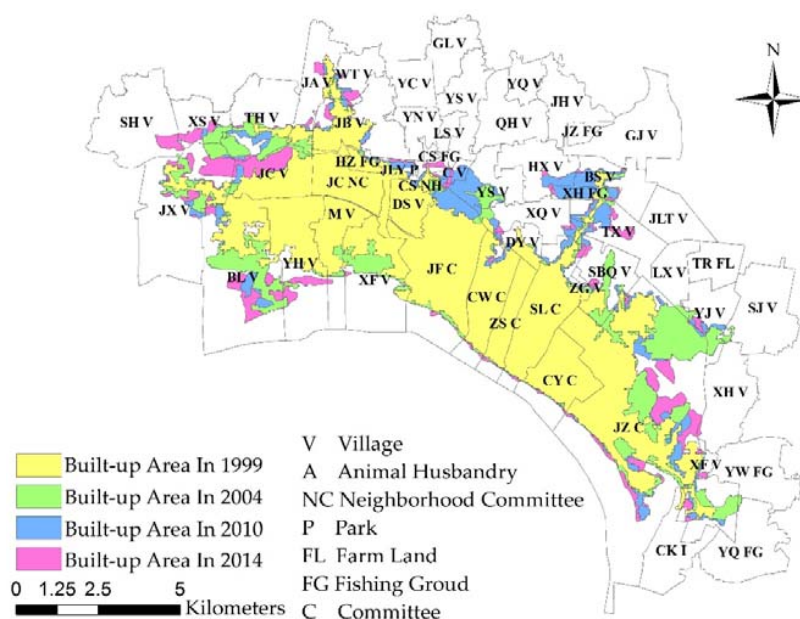 GL V
N
JA V
WT V
YC V
YS V
YQ V
JH V
SH V
XS V
TH V
JB V
YN V
LS V
QH V
JZ FG
GJ V
HZ FG
CS FG
HX V
JC V
JC NC
JLY P
C V
CS NH
YS V
BS V
XH FG
JX V
DS V
M V
XQ V
JLT V
TX V
DY V
BL V
YH V
XF V
JF C
CW C
ZS C
SL C
ZG V
SBQ V
LX V
TR FL
YJ V
SJ V
CY C
XH V
JZ C
XF V
YW FG
CK I
YQ FG
Built-up Area In 1999
Built-up Area In 2004
Built-up Area In 2010
Built-up Area In 2014
0 1.25 2.5 5
Kilometers
V Village
A Animal Husbandry
NC Neighborhood Committee
P Park
FL Farm Land
FG Fishing Groud
C Committee